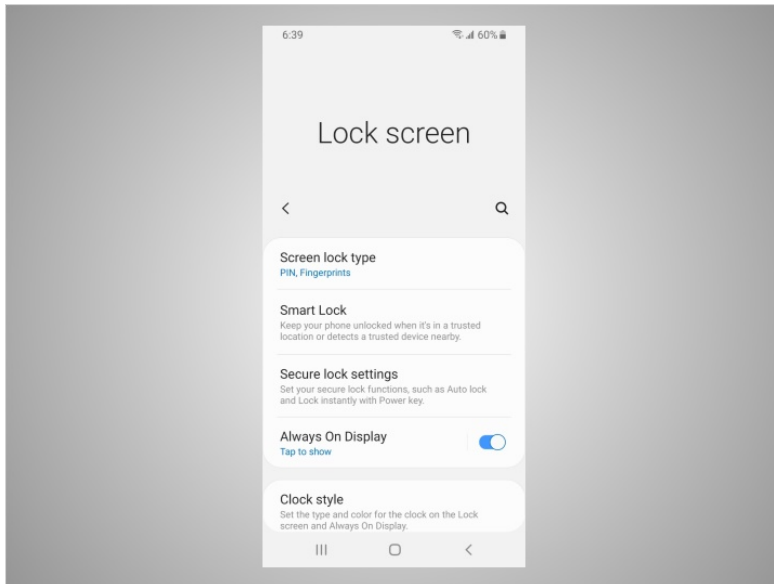 6:39 60%
Lock screen
Screen lock type
PIN, Fingerprints
Smart Lock
Keep your phone unlocked when it's in a trusted
location or detects a trusted device nearby.
Secure lock settings
Set your secure lock functions, such as Auto lock
and Lock instantly with Power key.
Always On Display
Tap to show
Clock style
Set the type and color for the clock on the Lock
screen and Always On Display.